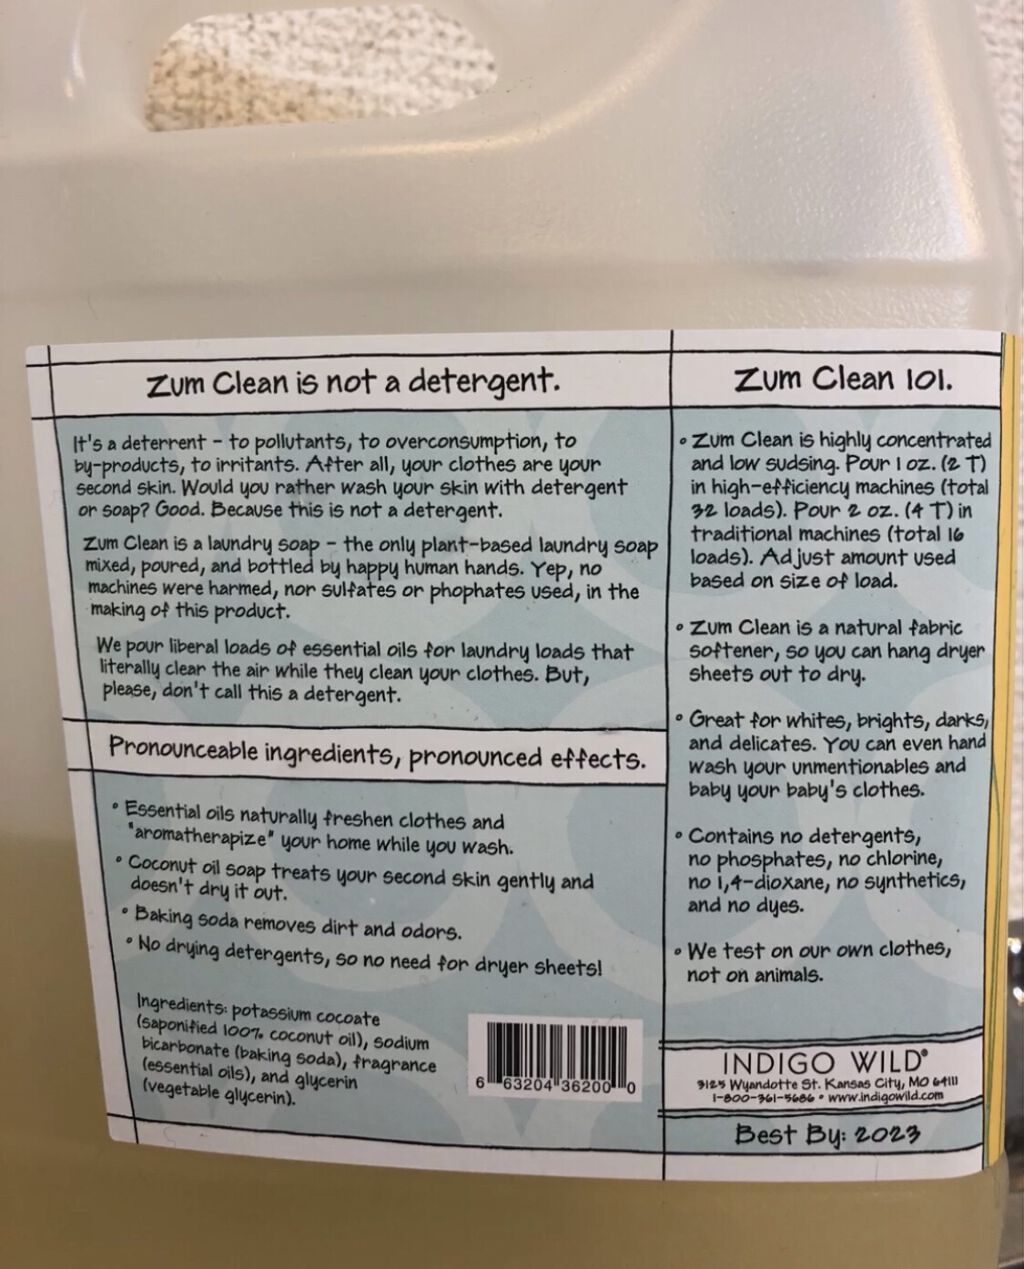 Zum Clean is not a detergent.
It's a deterrent - to pollutants, to overconsumption, to
by-products, to irritants. After all, your clothes are your
second skin. Would you rather wash your skin with detergent
or soap? Good. Because this is not a detergent.
Zum Clean is a laundry soap - the only plant-based laundry soap
mixed, poured, and bottled by happy human hands. Yep, no
machines were harmed, nor sulfates or phophates used, in the
making of this product.
We pour liberal loads of essential oils for laundry loads that
literally clear the air while they clean your clothes. But,
please, don't call this a detergent.
Pronounceable ingredients, pronounced effects.
• Essential oils naturally freshen clothes and
"aromatherapize" your home while you wash.
• Coconut oil soap treats your second skin gently and
doesn't dry it out.
• Baking soda removes dirt and odors.
• No drying detergents, so no need for dryer sheets!
Ingredients: potassium cocoate
(saponified 100% coconut oil), sodium
bicarbonate (baking soda), fragrance
(essential oils), and glycerin
(vegetable glycerin).
6 63204 36200 0
Zum Clean 101.
• Zum Clean is highly concentrated
and low sudsing. Pour 1 oz. (2 T)
in high-efficiency machines (total
32 loads). Pour 2 oz. (4 T) in
traditional machines (total 16
loads). Adjust amount used
based on size of load.
• Zum Clean is a natural fabric
softener, so you can hang dryer
sheets out to dry.
• Great for whites, brights, darks,
and delicates. You can even hand
wash your unmentionables and
baby your baby's clothes.
• Contains no detergents,
no phosphates, no chlorine,
no 1,4-dioxane, no synthetics,
and no dyes.
• We test on our own clothes,
not on animals.
INDIGO WILD®
3125 Wyandotte St. Kansas City, MO 64111
1-800-361-5686 • www.indigowild.com
Best By: 2023